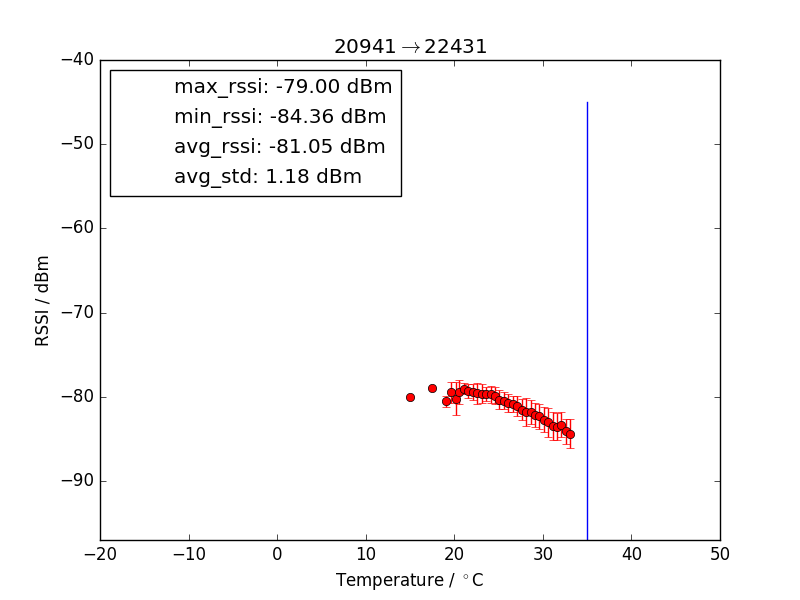 20941→22431
max_rssi: -79.00 dBm
min_rssi: -84.36 dBm
avg_rssi: -81.05 dBm
avg_std: 1.18 dBm
RSSI / dBm
−40
−50
−60
−70
−80
−90
−20 −10 0 10 20 30 40 50
Temperature / °C